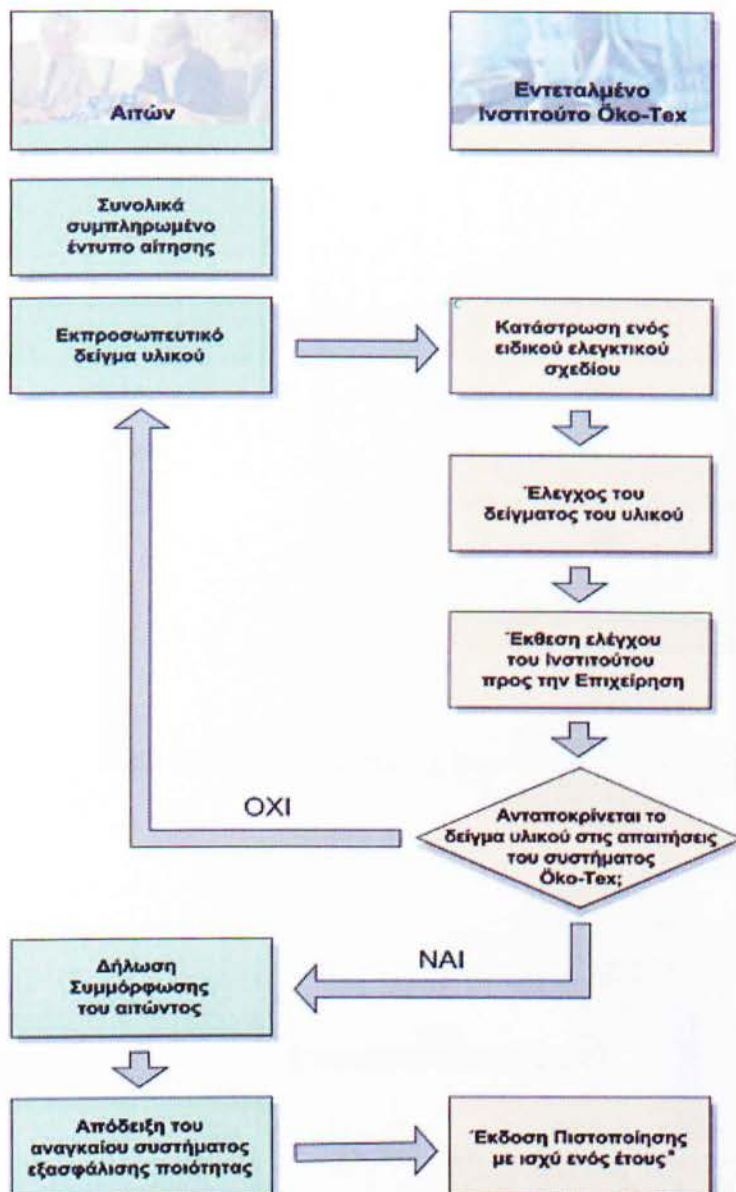 Αιτών
Εντεταλμένο
Ινστιτούτο Öko-Tex
Συνολικά
συμπληρωμένο
έντυπο αίτησης
Εκπροσωπευτικό
δείγμα υλικού
Κατάστρωση ενός
ειδικού ελεγκτικού
σχεδίου
Έλεγχος του
δείγματος του υλικού
Έκθεση ελέγχου
του Ινστιτούτου
προς την Επιχείρηση
ΟΧΙ
Ανταποκρίνεται το
δείγμα υλικού στις απαιτήσεις
του συστήματος
Öko-Tex;
ΝΑΙ
Δήλωση
Συμμόρφωσης
του αιτώντος
Απόδειξη του
αναγκαίου συστήματος
εξασφάλισης ποιότητας
Έκδοση Πιστοποίησης
με ισχύ ενός έτους*